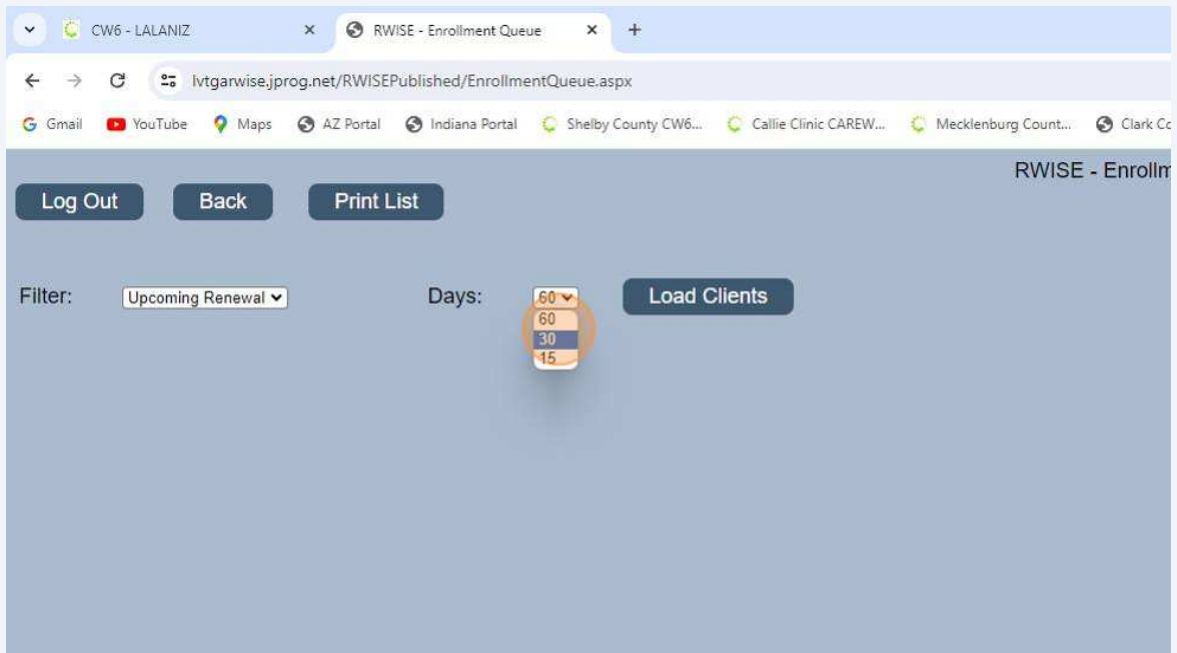 CW6 - LALANIZ RWISE - Enrollment Queue
lvtgarwise.jprog.net/RWISEPublished/EnrollmentQueue.aspx
Gmail YouTube Maps AZ Portal Indiana Portal Shelby County CW6... Callie Clinic CAREW... Mecklenburg Count... Clark Co
RWISE - Enrollm
Log Out Back Print List
Filter: Upcoming Renewal Days: 60 Load Clients
60
30
15